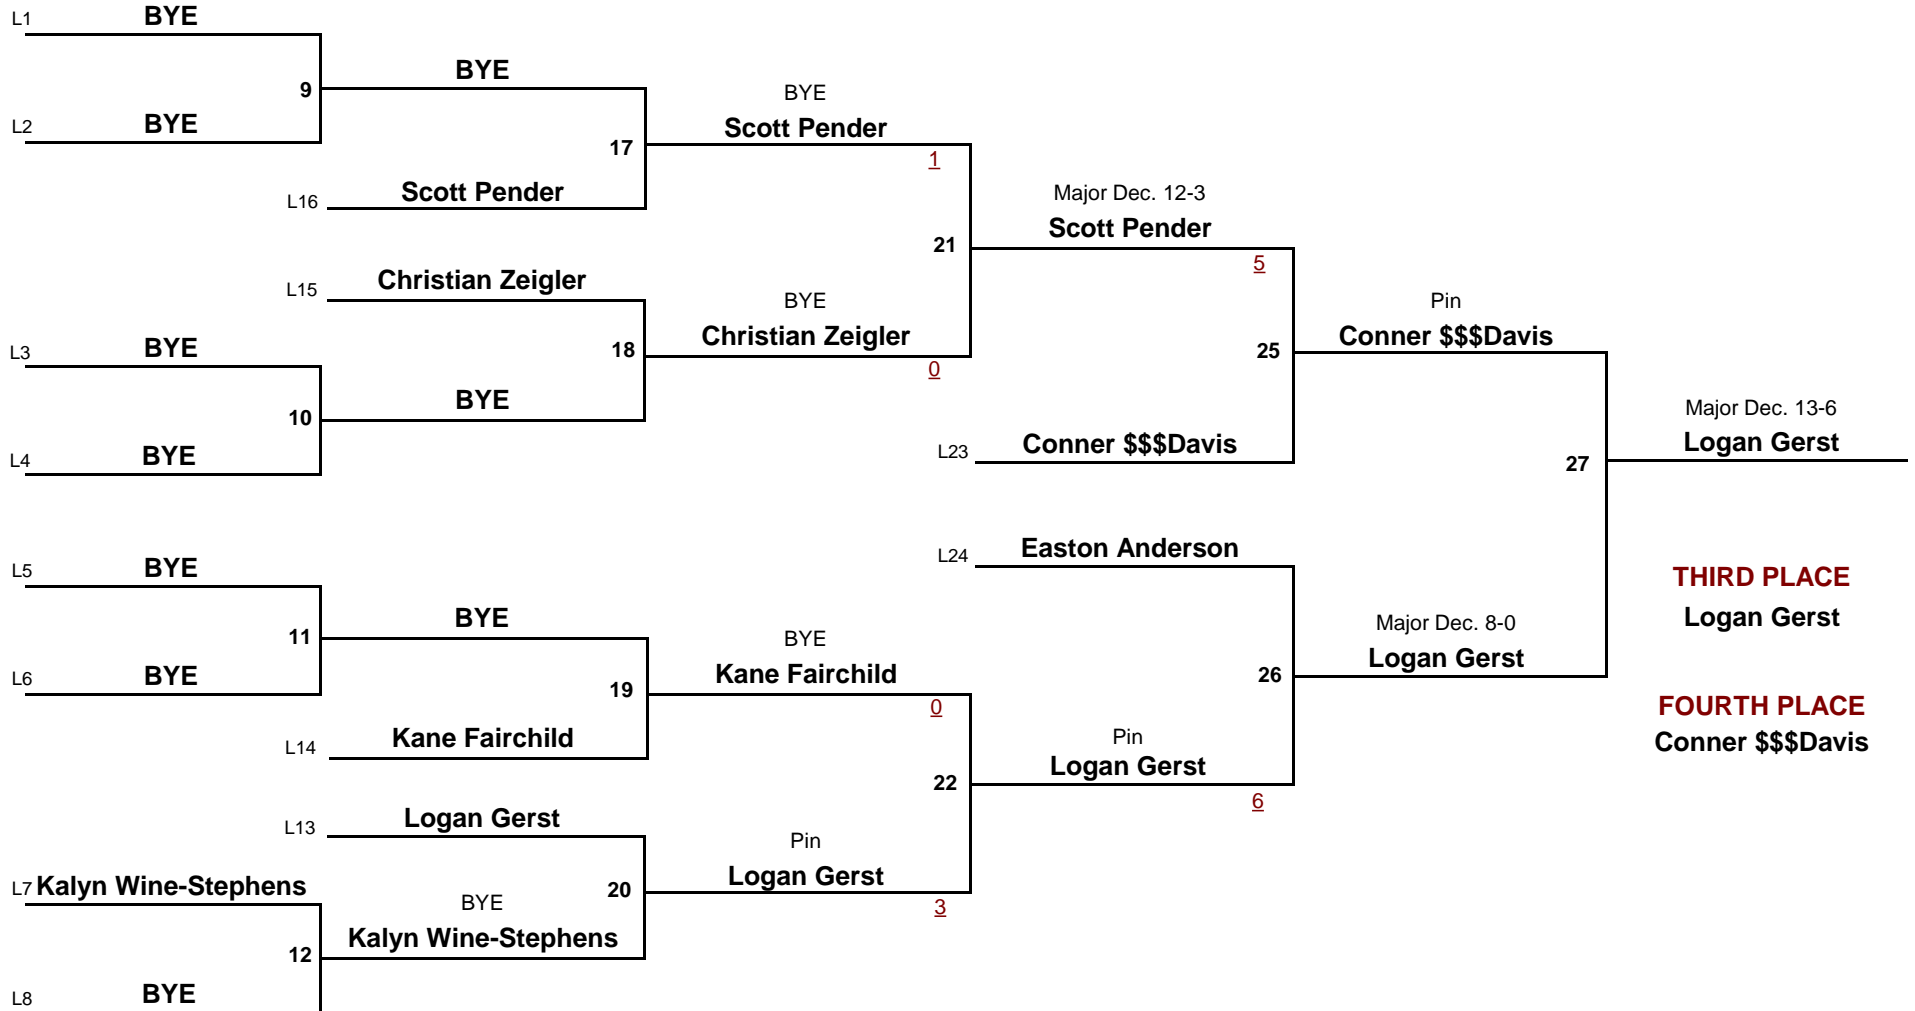 L1 BYE
9
L2 BYE
BYE
17
L16 Scott Pender
BYE
Scott Pender
1
21
L15 Christian Zeigler
18
BYE
Christian Zeigler
0
L3 BYE
10
L4 BYE
BYE
Major Dec. 12-3
Scott Pender
5
25
L23 Conner $$$Davis
Pin
Conner $$$Davis
27
Major Dec. 13-6
Logan Gerst
L5 BYE
11
L6 BYE
BYE
19
L14 Kane Fairchild
BYE
Kane Fairchild
0
22
L13 Logan Gerst
20
Pin
Logan Gerst
3
L7 Kalyn Wine-Stephens
12
L8 BYE
BYE
Kalyn Wine-Stephens
L24 Easton Anderson
26
Pin
Logan Gerst
6
Major Dec. 8-0
Logan Gerst
THIRD PLACE
Logan Gerst
FOURTH PLACE
Conner $$$Davis